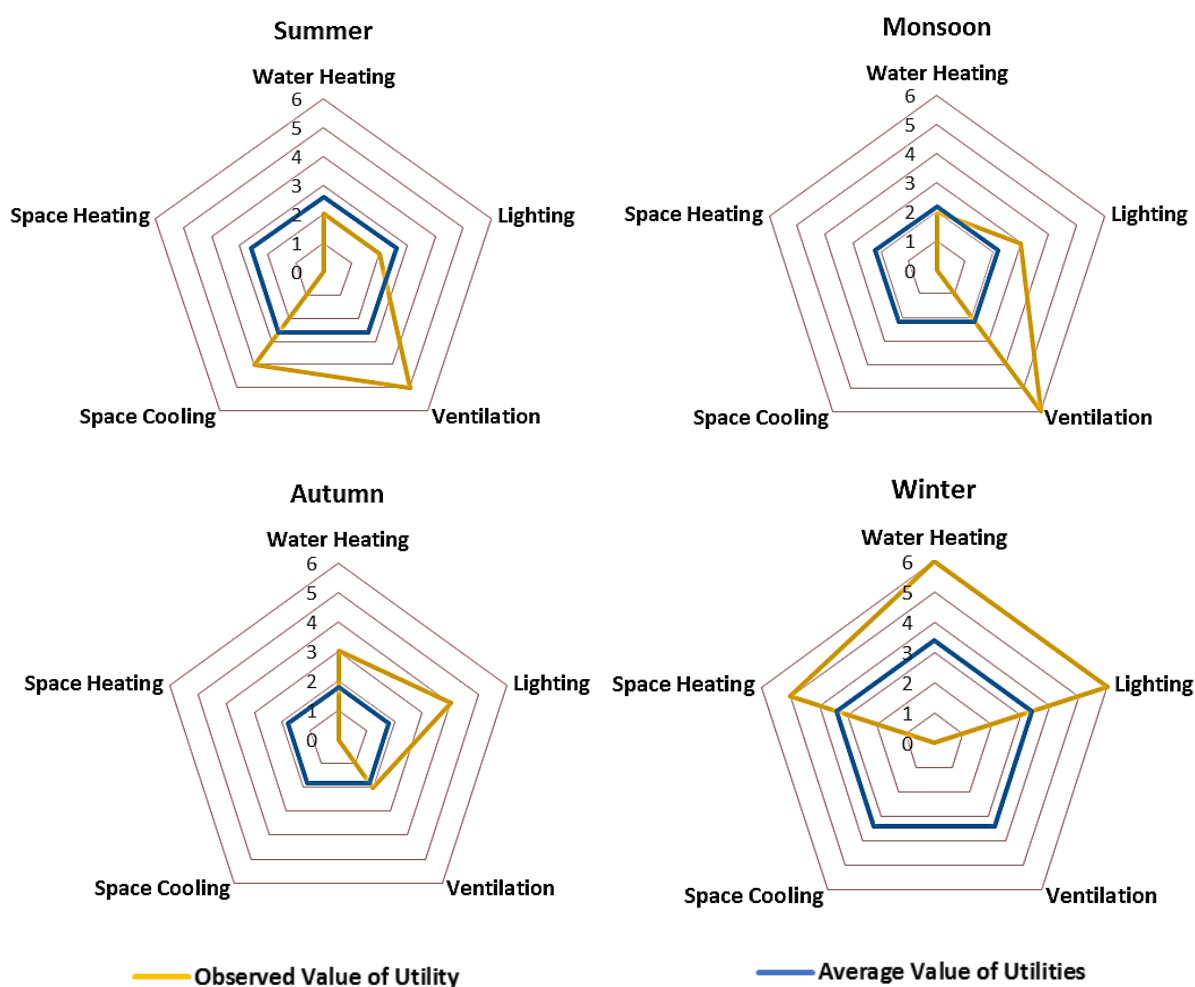 Summer
Water Heating
6
5
4
3
2
1
0
Space Heating
Lighting
Space Cooling
Ventilation
Monsoon
Water Heating
6
5
4
3
2
1
0
Space Heating
Lighting
Space Cooling
Ventilation
Autumn
Water Heating
6
5
4
3
2
1
0
Space Heating
Lighting
Space Cooling
Ventilation
Winter
Water Heating
6
5
4
3
2
1
0
Space Heating
Lighting
Space Cooling
Ventilation
Observed Value of Utility
Average Value of Utilities